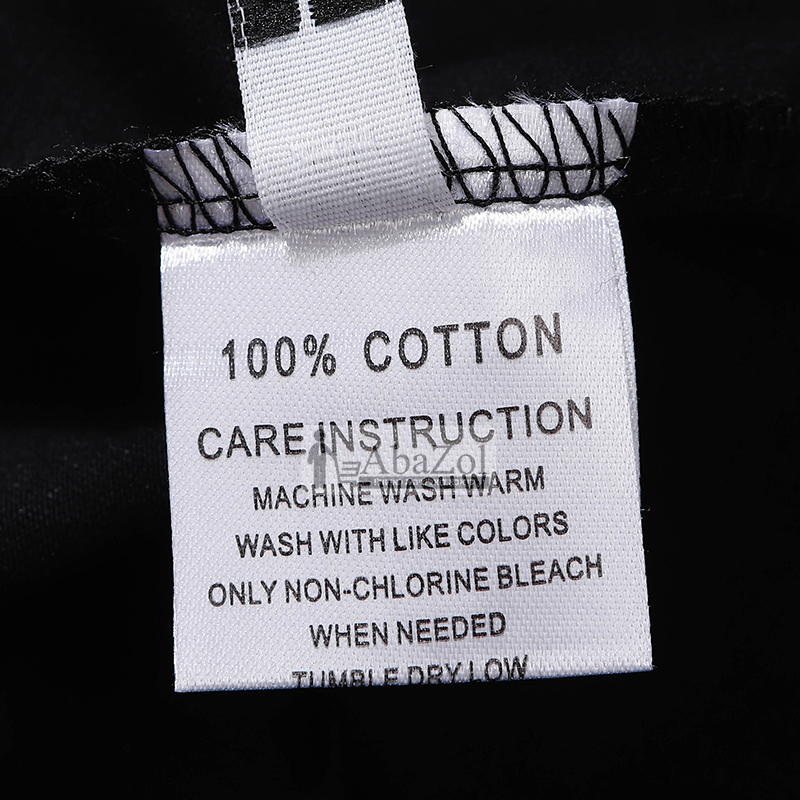 100% COTTON
CARE INSTRUCTION
AbaZol
MACHINE WASH WARM
WASH WITH LIKE COLORS
ONLY NON-CHLORINE BLEACH
WHEN NEEDED
TUMBLE DRY LOW